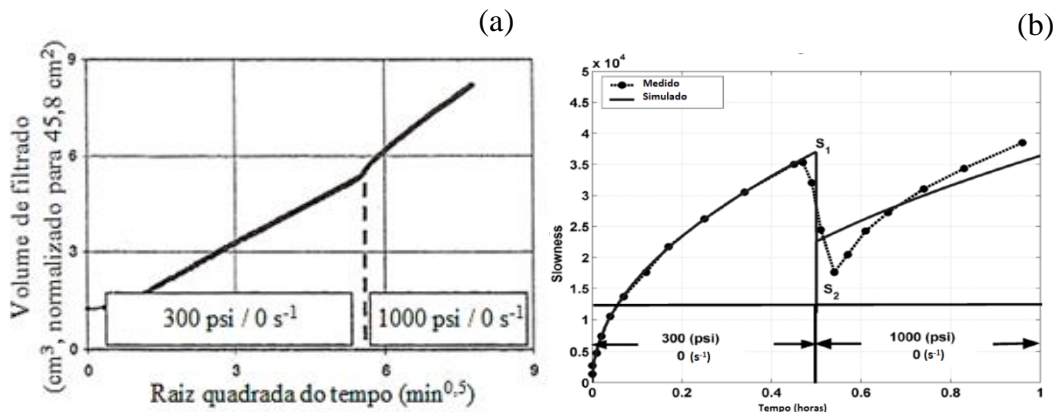 (a)
Volume de filtrado
(cm³, normalizado para 45,8 cm²)
9
6
3
0
0
3
6
9
300 psi / 0 s⁻¹
1000 psi / 0 s⁻¹
Raiz quadrada do tempo (min⁰,⁵)
(b)
x 10⁴
Slowness
5
4.5
4
3.5
3
2.5
2
1.5
1
0.5
0
Medido
Simulado
S₁
S₂
300 (psi)
0 (s⁻¹)
1000 (psi)
0 (s⁻¹)
0
0.2
0.4
0.6
0.8
1
Tempo (horas)